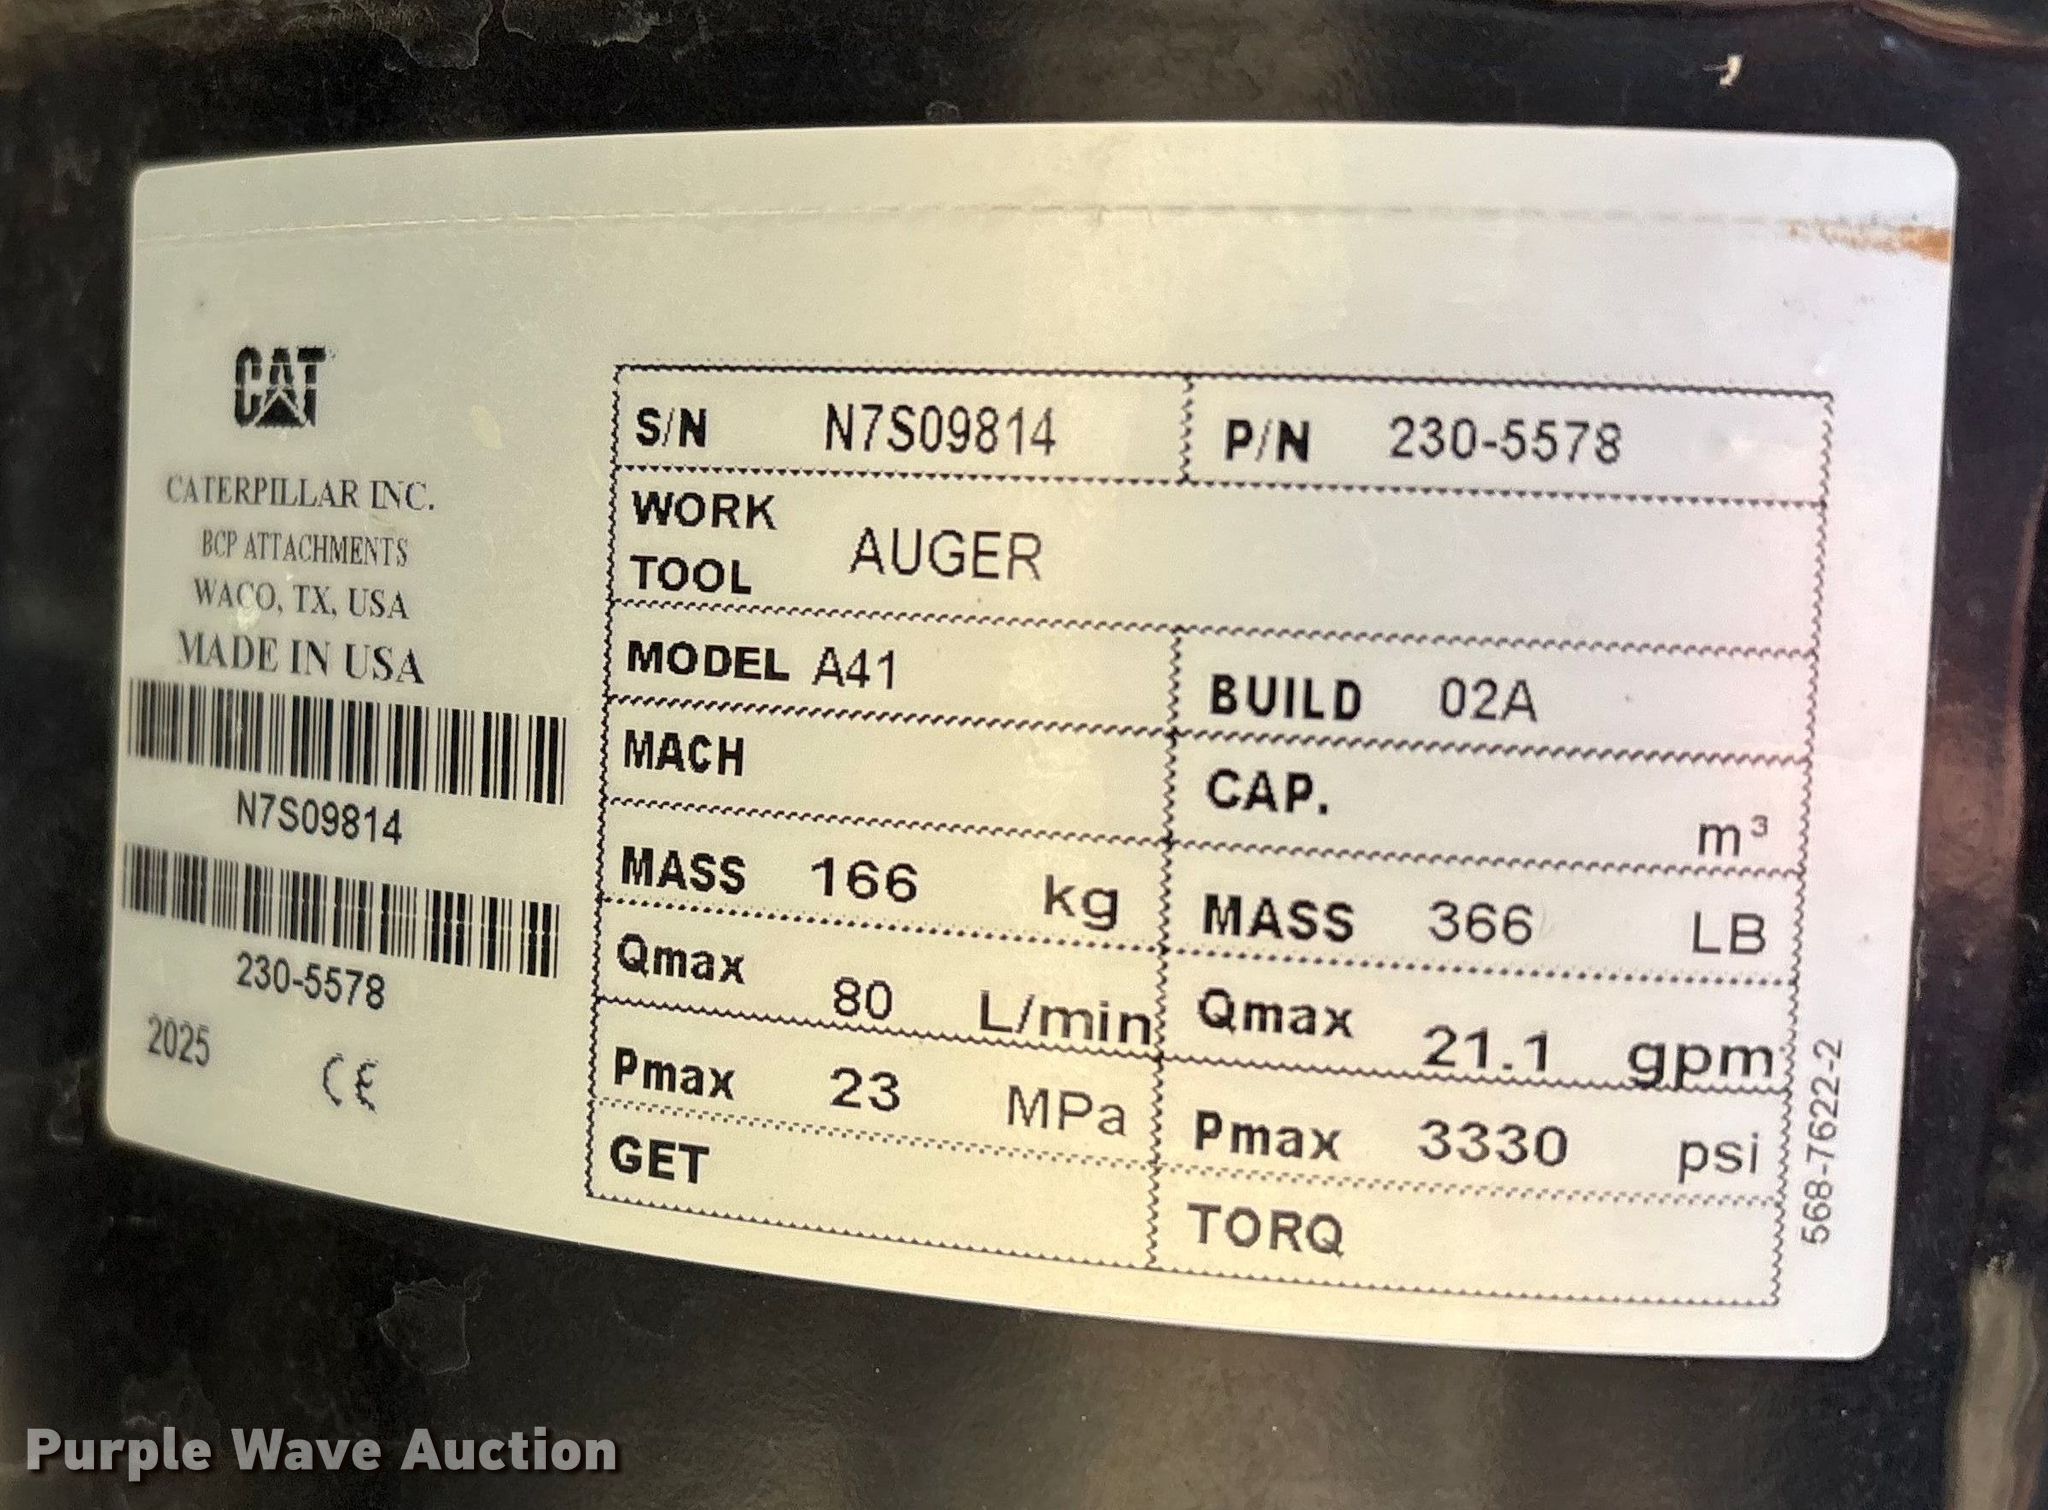 CAT
CATERPILLAR INC.
BCP ATTACHMENTS
WACO, TX, USA
MADE IN USA
N7S09814
230-5578
2025
CE
S/N N7S09814 P/N 230-5578
WORK
TOOL AUGER
MODEL A41 BUILD 02A
MACH CAP. m³
MASS 166 kg MASS 366 LB
Qmax 80 L/min Qmax 21.1 gpm
Pmax 23 MPa Pmax 3330 psi
GET TORQ
568-7622-2
Purple Wave Auction